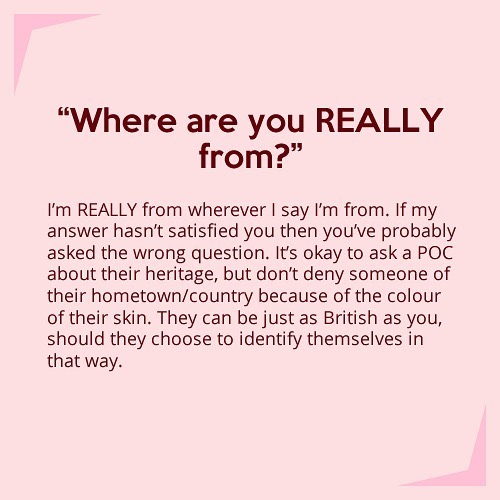 “Where are you REALLY
from?”
I’m REALLY from wherever I say I’m from. If my
answer hasn’t satisfied you then you’ve probably
asked the wrong question. It’s okay to ask a POC
about their heritage, but don’t deny someone of
their hometown/country because of the colour
of their skin. They can be just as British as you,
should they choose to identify themselves in
that way.